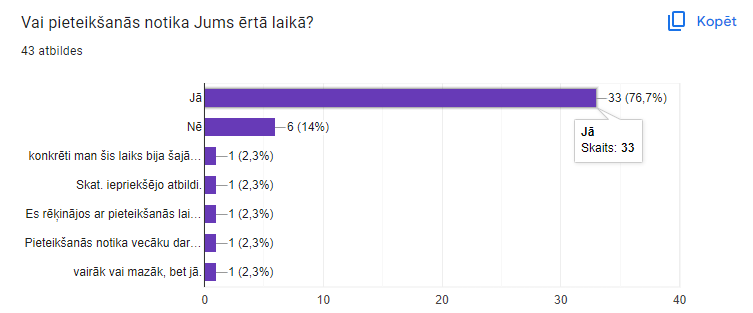 Vai pieteikšanās notika Jums ērtā laikā?
Kopēt
43 atbildes
Jā
33 (76,7%)
Nē
6 (14%)
Jā
Skaits: 33
konkrēti man šis laiks bija šajā…
1 (2,3%)
Skat. iepriekšējo atbildi.
1 (2,3%)
Es rēķinājos ar pieteikšanās lai…
1 (2,3%)
Pieteikšanās notika vecāku dar…
1 (2,3%)
vairāk vai mazāk, bet jā.
1 (2,3%)
0 10 20 30 40